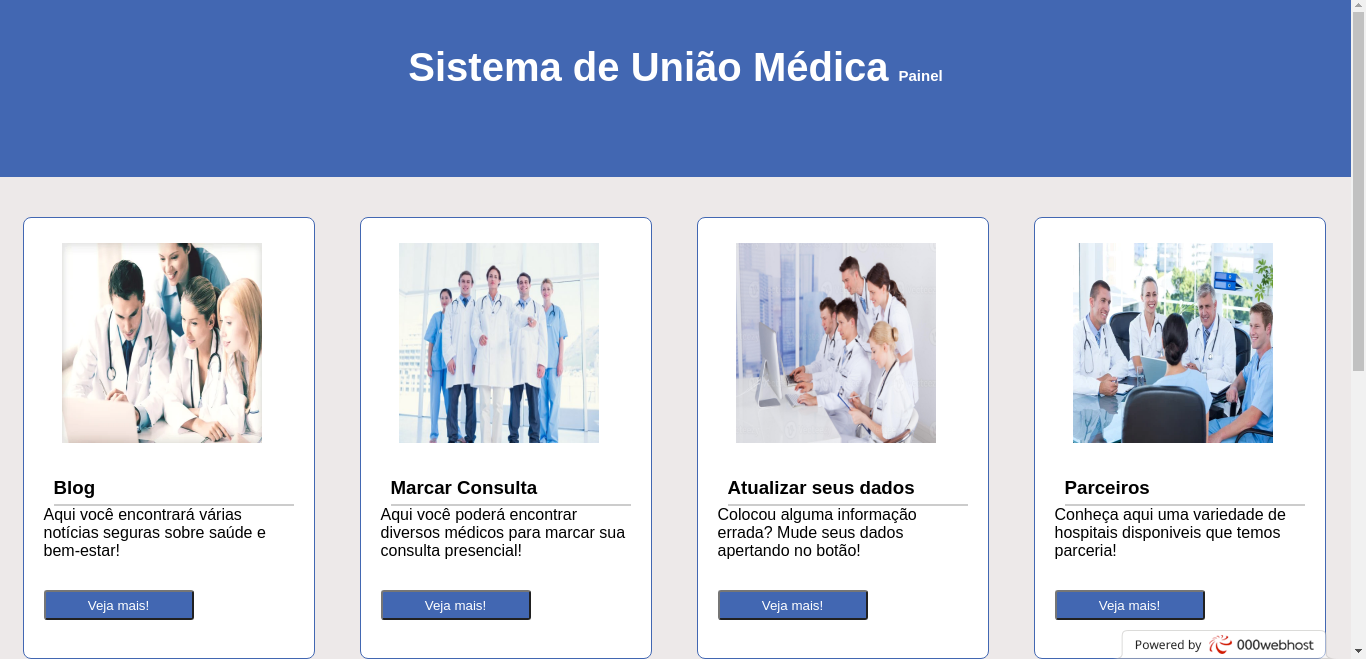 Sistema de União Médica Painel
Blog
Aqui você encontrará várias
notícias seguras sobre saúde e
bem-estar!
Veja mais!
Marcar Consulta
Aqui você poderá encontrar
diversos médicos para marcar sua
consulta presencial!
Veja mais!
Atualizar seus dados
Colocou alguma informação
errada? Mude seus dados
apertando no botão!
Veja mais!
Parceiros
Conheça aqui uma variedade de
hospitais disponiveis que temos
parceria!
Veja mais!
Powered by 000webhost